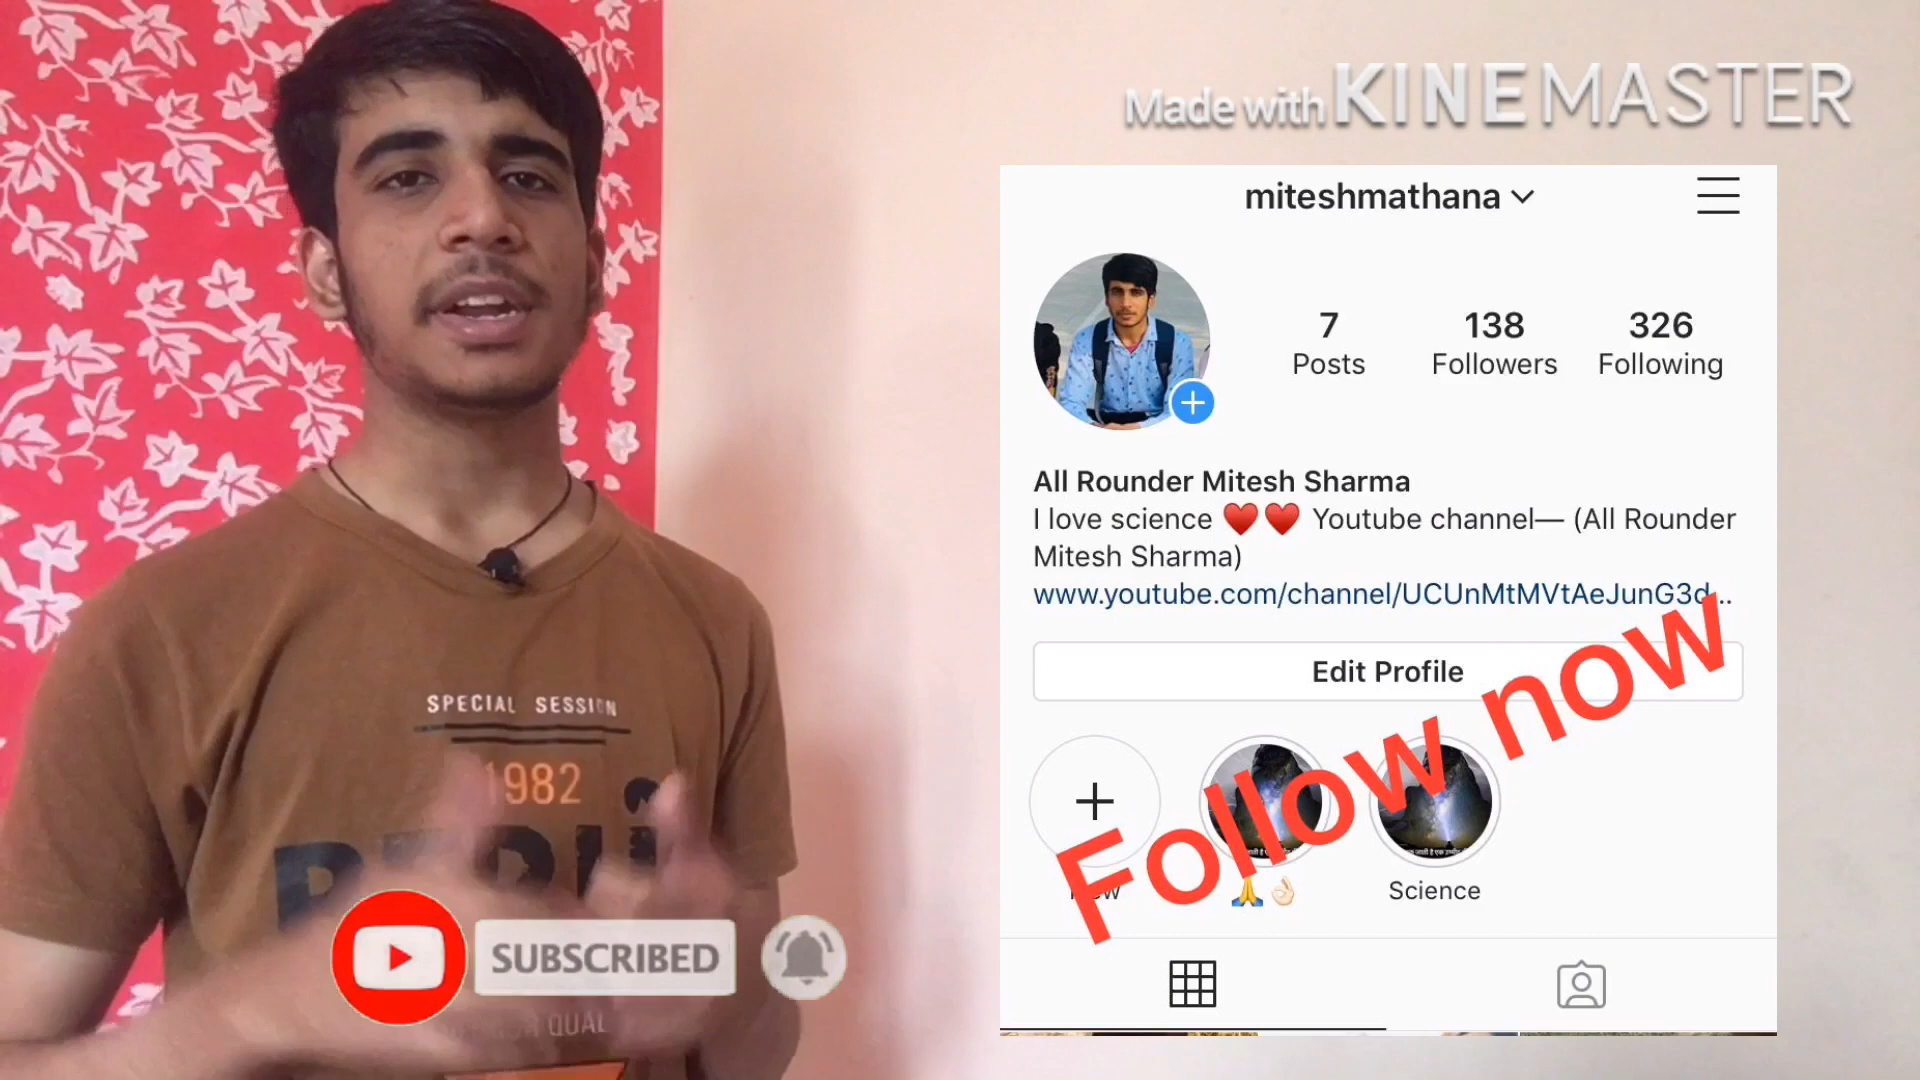 Made with KINEMASTER
miteshmathana
7 138 326
Posts Followers Following
All Rounder Mitesh Sharma
I love science ♥️♥️ Youtube channel— (All Rounder
Mitesh Sharma)
www.youtube.com/channel/UCUnMtMVtAeJunG3d...
Edit Profile
Follow now
🙏👌🏻 Science
SPECIAL SESSION
1982
SUBSCRIBED
QUAL